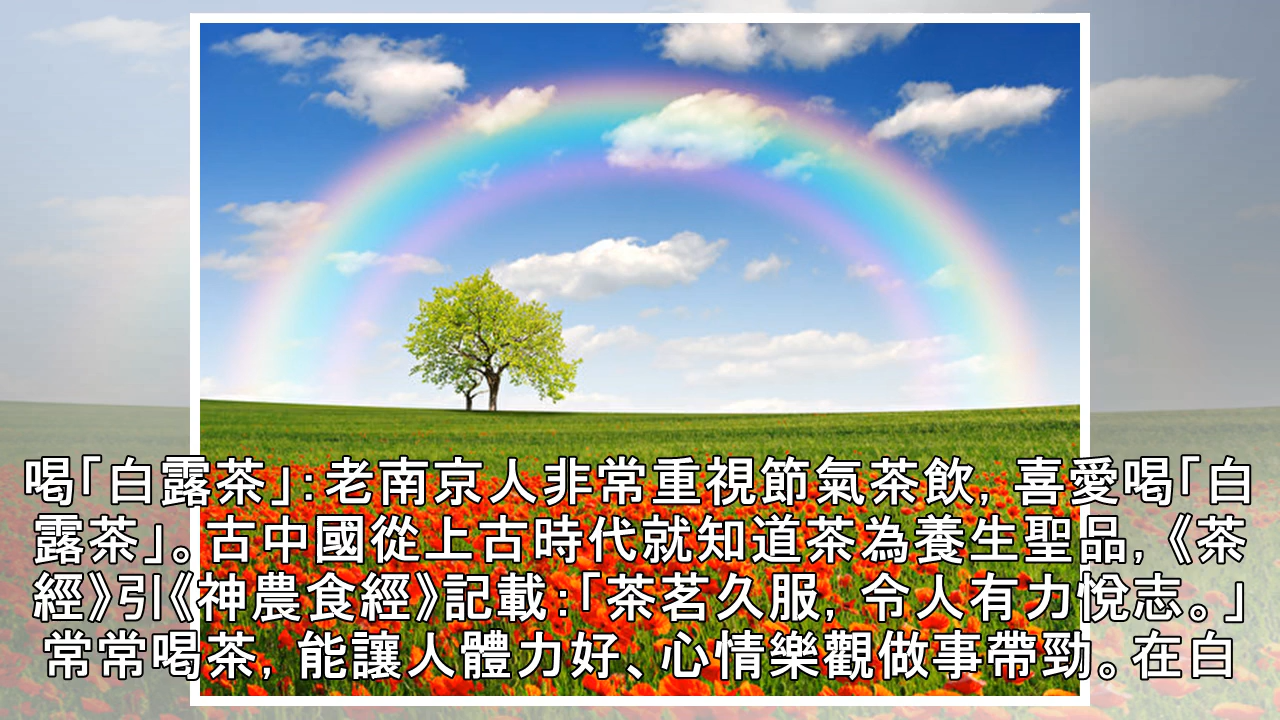 喝「白露茶」:老南京人非常重視節氣茶飲,喜愛喝「白
露茶」。古中國從上古時代就知道茶為養生聖品,《茶
經》引《神農食經》記載:「茶茗久服,令人有力悅志。」
常常喝茶,能讓人體力好、心情樂觀做事帶勁。在白